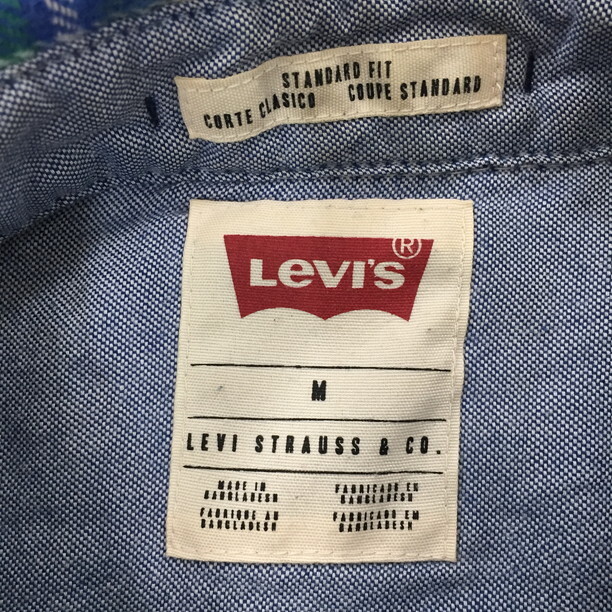 STANDARD FIT
CORTE CLASICO COUPE STANDARD
LEVI'S ®
M
LEVI STRAUSS & CO.
MADE IN BANGLADESH
FABRICADO EN BANGLADESH
FABRIQUE AU BANGLADESH
FABRICADO EM BANGLADESH